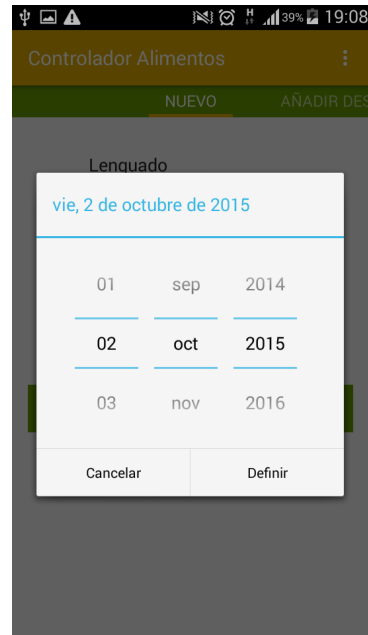 H 39% 19:08
Controlador Alimentos
NUEVO AÑADIR DES
Lenguado
vie, 2 de octubre de 2015
01 sep 2014
02 oct 2015
03 nov 2016
Cancelar Definir